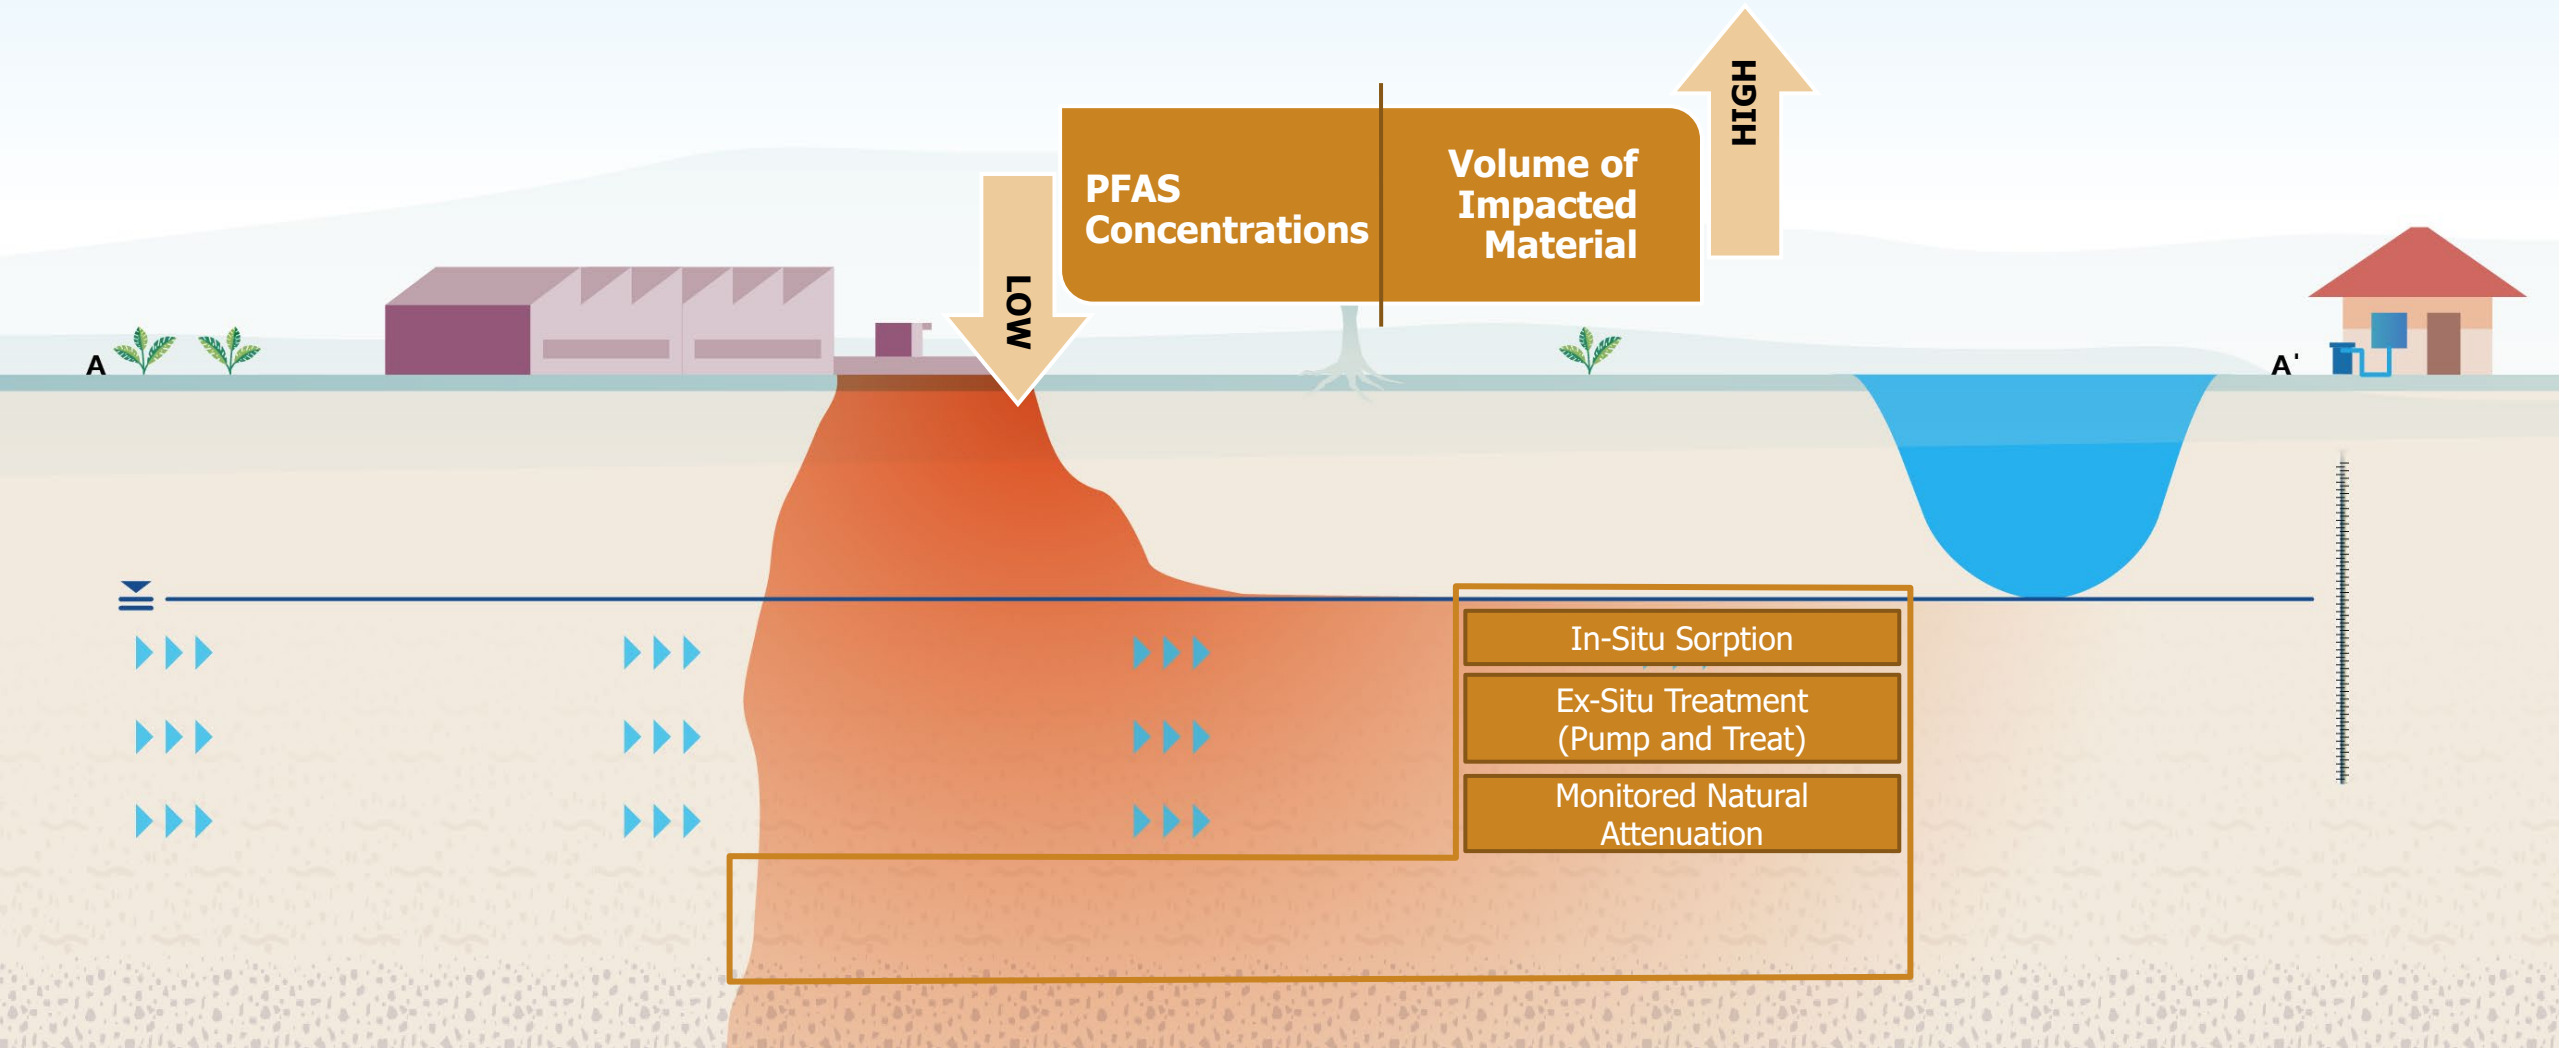 HIGH
PFAS
Concentrations
Volume of
Impacted
Material
LOW
A
A'
In-Situ Sorption
Ex-Situ Treatment
(Pump and Treat)
Monitored Natural
Attenuation